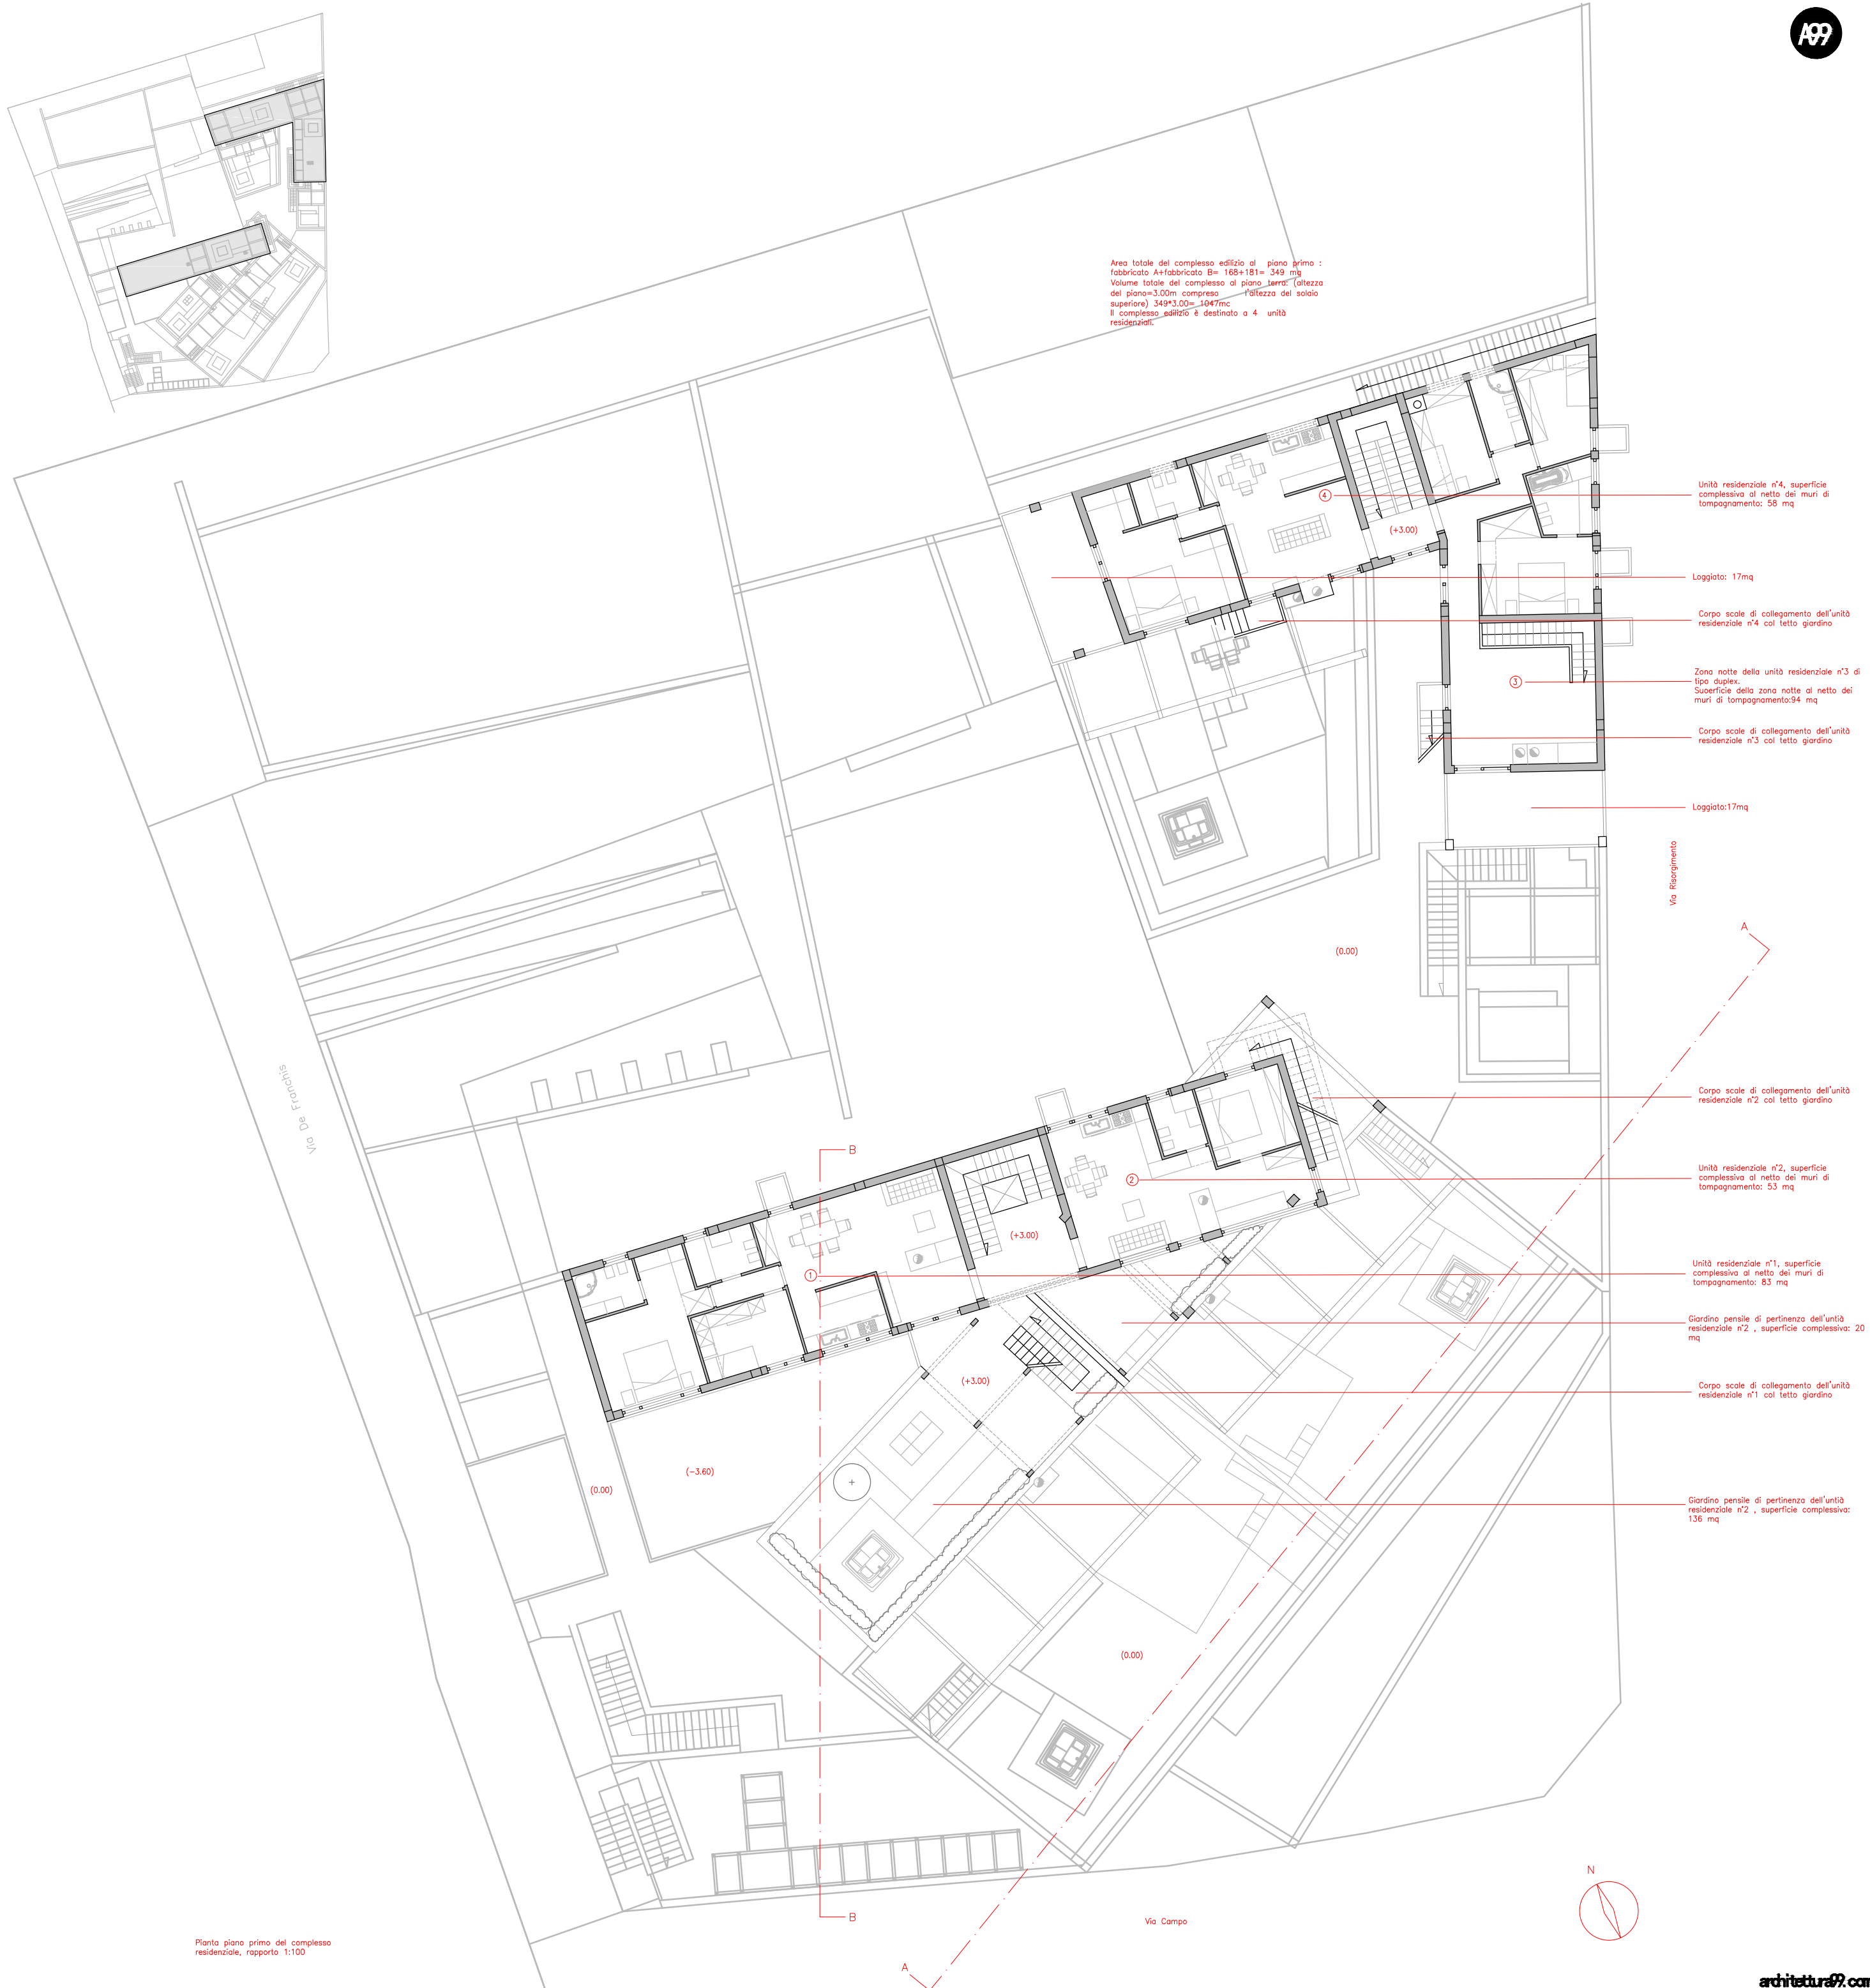 A99
Area totale del complesso edilizio al piano primo :
fabbricato A+fabbricato B= 168+181= 349 mq
Volume totale del complesso al piano terra: (altezza
del piano=3.00m compreso l'altezza del solaio
superiore) 349*3.00= 1047mc
Il complesso edilizio è destinato a 4 unità
residenziali.
4
(+3.00)
Unità residenziale n°4, superficie
complessiva al netto dei muri di
tompagnamento: 58 mq
Loggiato: 17mq
Corpo scale di collegamento dell'unità
residenziale n°4 col tetto giardino
3
Zona notte della unità residenziale n°3 di
tipo duplex.
Suoerficie della zona notte al netto dei
muri di tompagnamento:94 mq
Corpo scale di collegamento dell'unità
residenziale n°3 col tetto giardino
Loggiato:17mq
Via Risorgimento
A
(0.00)
Via De Franchis
Corpo scale di collegamento dell'unità
residenziale n°2 col tetto giardino
B
2
Unità residenziale n°2, superficie
complessiva al netto dei muri di
tompagnamento: 53 mq
(+3.00)
1
Unità residenziale n°1, superficie
complessiva al netto dei muri di
tompagnamento: 83 mq
Giardino pensile di pertinenza dell'untià
residenziale n°2 , superficie complessiva: 20
mq
(+3.00)
Corpo scale di collegamento dell'unità
residenziale n°1 col tetto giardino
(-3.60)
(0.00)
Giardino pensile di pertinenza dell'untià
residenziale n°2 , superficie complessiva:
136 mq
(0.00)
N
B
Via Campo
Pianta piano primo del complesso
residenziale, rapporto 1:100
A
architettura99.com